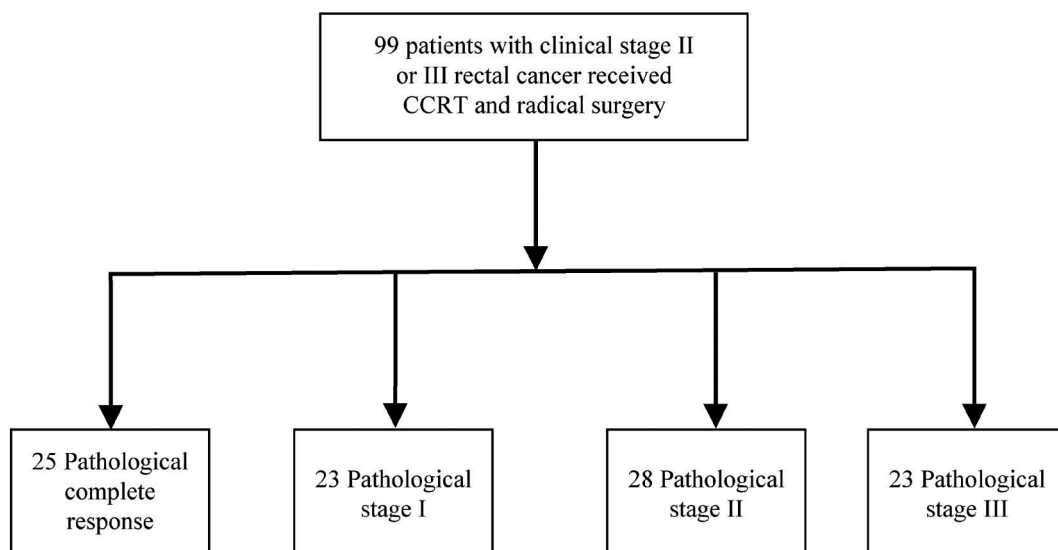 99 patients with clinical stage II
or III rectal cancer received
CCRT and radical surgery
25 Pathological
complete
response
23 Pathological
stage I
28 Pathological
stage II
23 Pathological
stage III